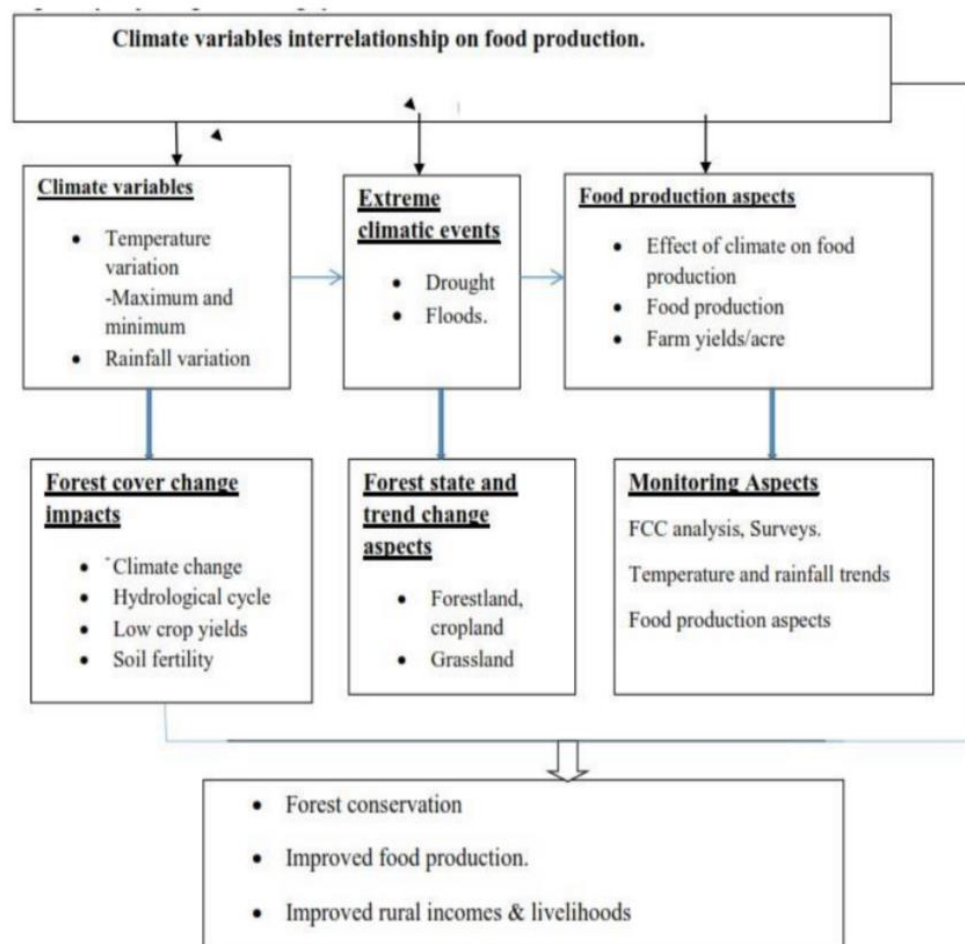 Climate variables interrelationship on food production.
Climate variables
• Temperature
variation
-Maximum and
minimum
• Rainfall variation
Extreme
climatic events
• Drought
• Floods.
Food production aspects
• Effect of climate on food
production
• Food production
• Farm yields/acre
Forest cover change
impacts
• Climate change
• Hydrological cycle
• Low crop yields
• Soil fertility
Forest state and
trend change
aspects
• Forestland,
cropland
• Grassland
Monitoring Aspects
FCC analysis, Surveys.
Temperature and rainfall trends
Food production aspects
• Forest conservation
• Improved food production.
• Improved rural incomes & livelihoods